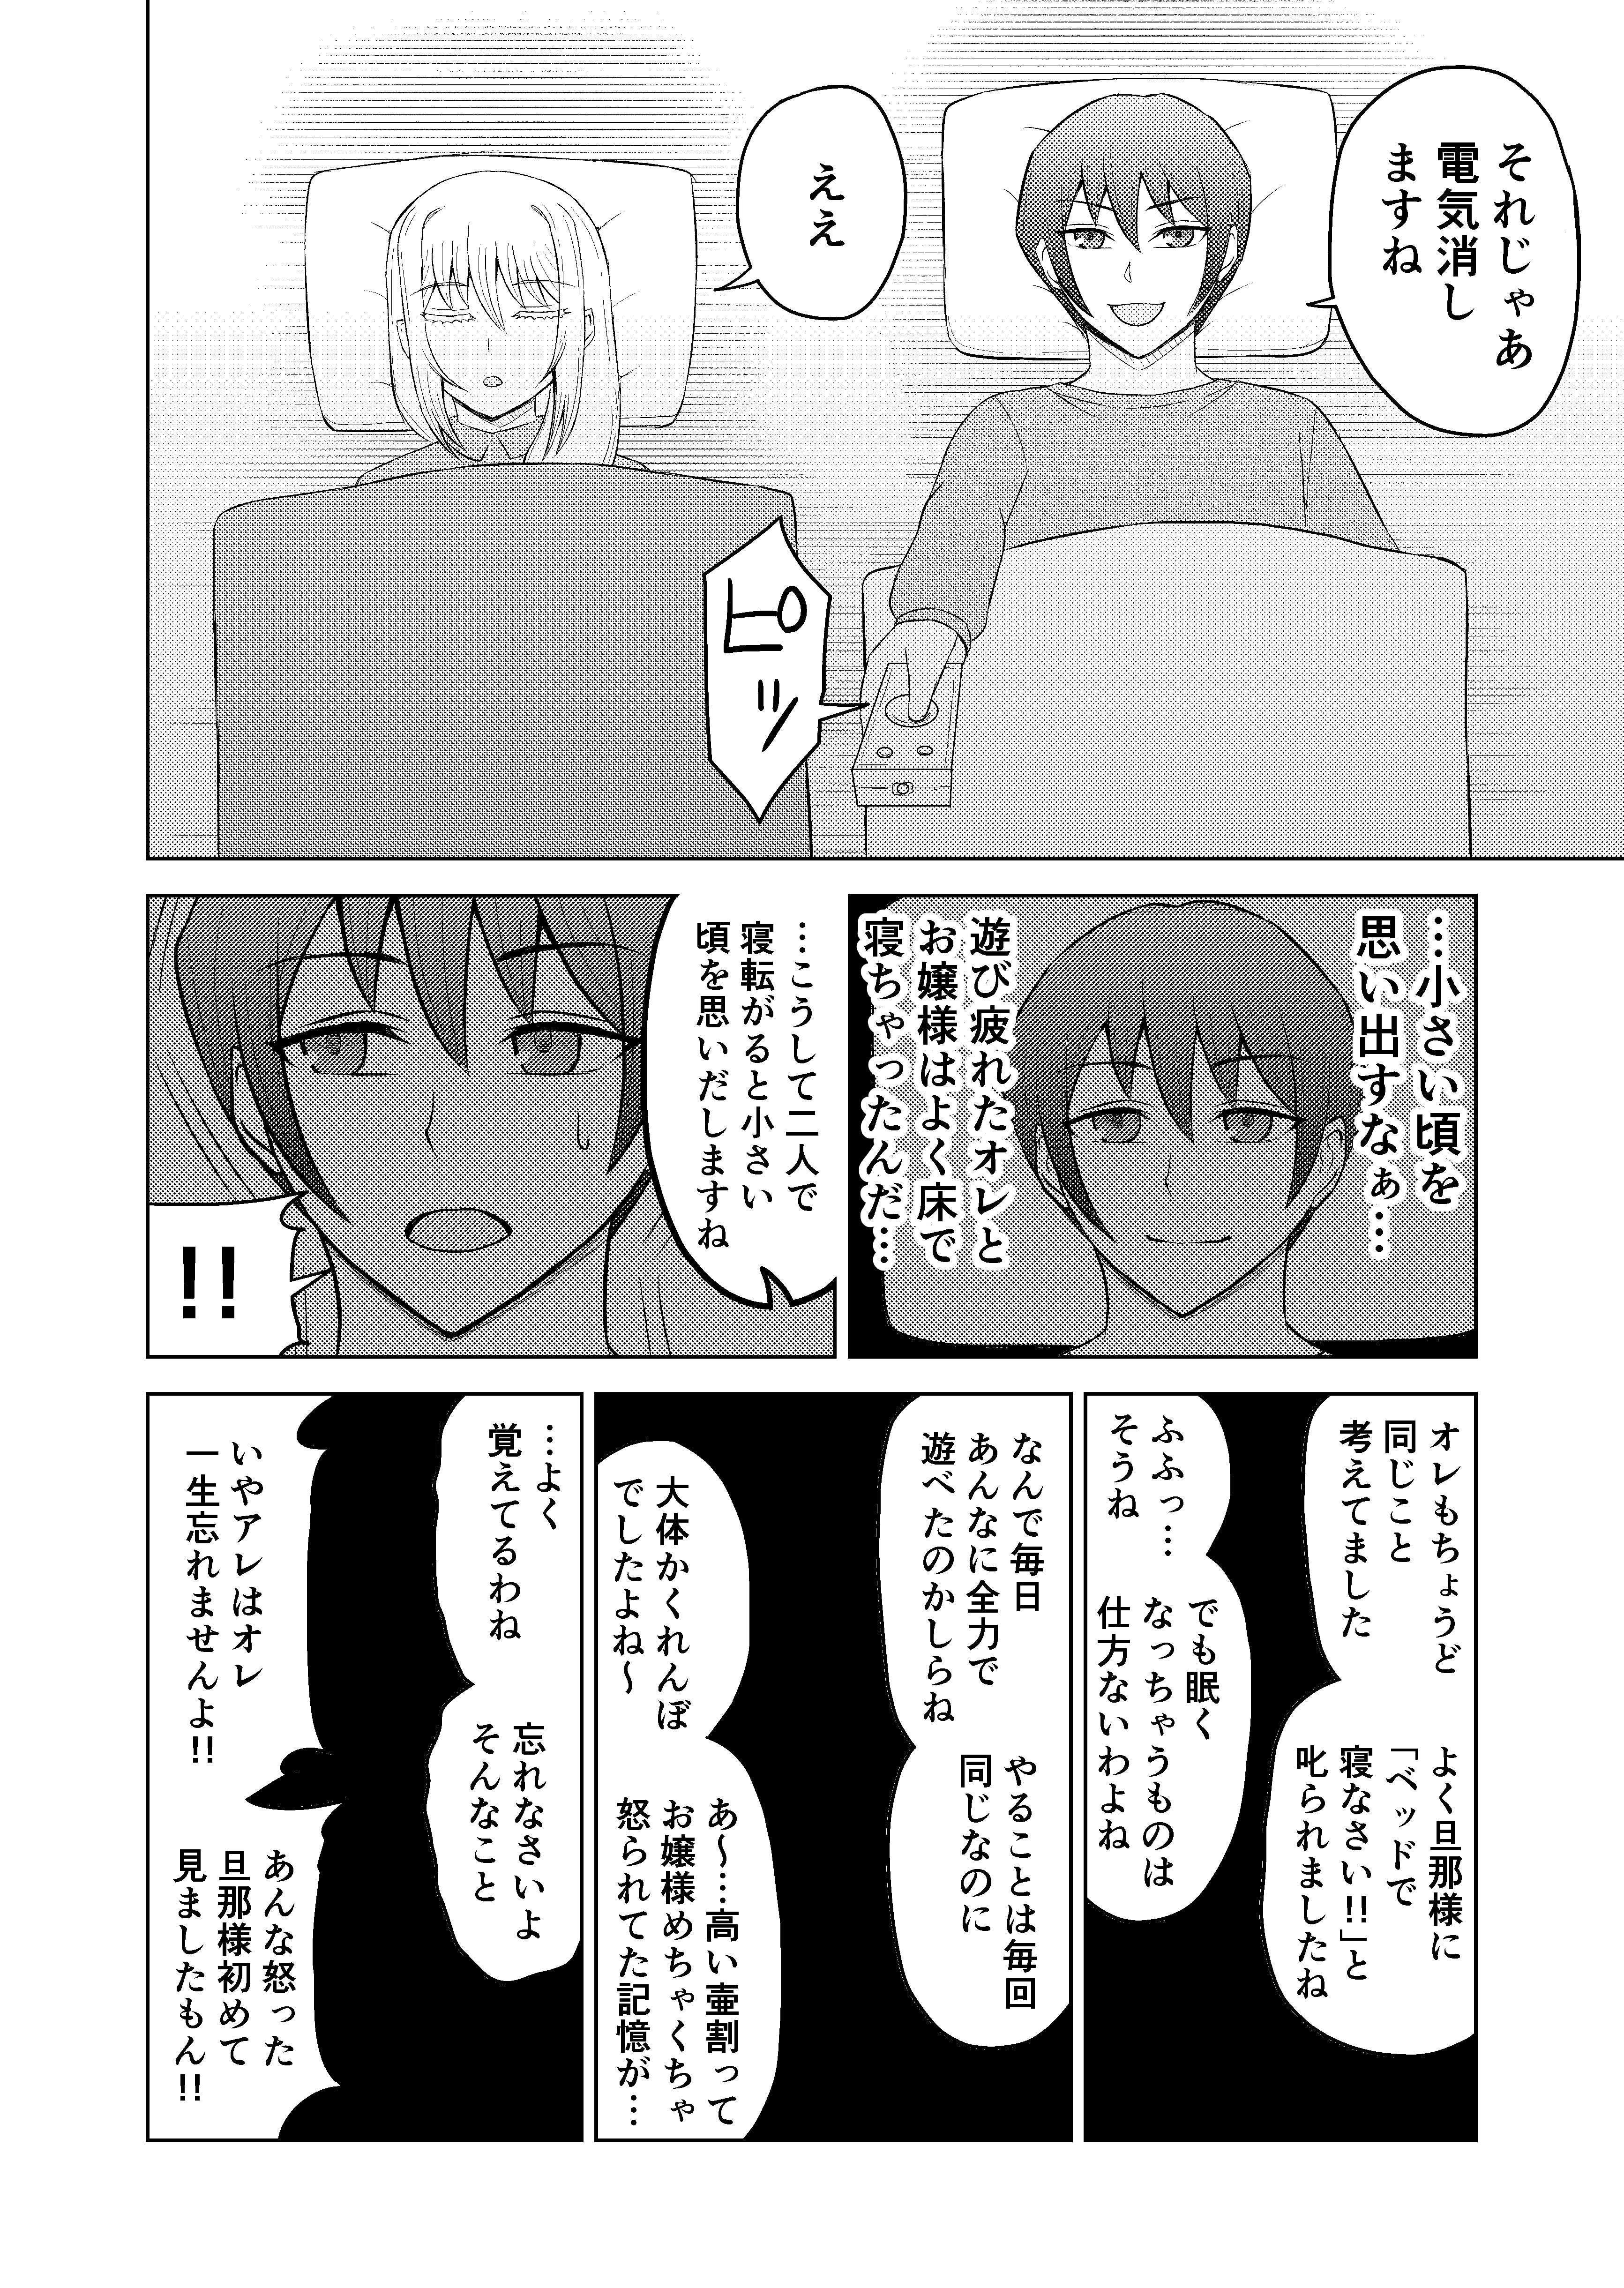 それじゃあ
電気消し
ますね
ええ
ピッ
…小さい頃を
思い出すなぁ…
遊び疲れたオレと
お嬢様はよく床で
寝ちゃったんだ…
…こうして二人で
寝転がると小さい
頃を思いだしますね
!!
オレもちょうど
同じこと
考えてました
よく旦那様に
「ベッドで
寝なさい!!」と
叱られましたね
ふふっ…
そうね
でも眠く
なっちゃうものは
仕方ないわよね
なんで毎日
あんなに全力で
遊べたのかしらね
やることは毎回
同じなのに
大体かくれんぼ
でしたよね～
あ～…高い壷割って
お嬢様めちゃくちゃ
怒られてた記憶が…
…よく
覚えてるわね
忘れなさいよ
そんなこと
いやアレはオレ
一生忘れませんよ!!
あんな怒った
旦那様初めて
見ましたもん!!